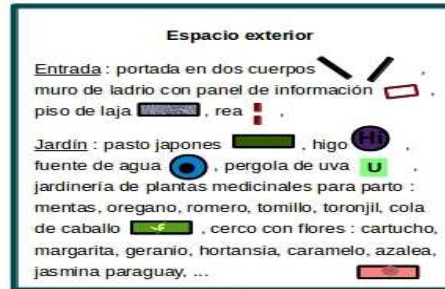 Espacio exterior
Entrada : portada en dos cuerpos ,
muro de ladrio con panel de información ,
piso de laja , rea ,
Jardín : pasto japones , higo Hi ,
fuente de agua , pergola de uva U ,
jardinería de plantas medicinales para parto :
mentas, oregano, romero, tomillo, toronjil, cola
de caballo , cerco con flores : cartucho,
margarita, geranio, hortansia, caramelo, azalea,
jasmina paraguay, ...